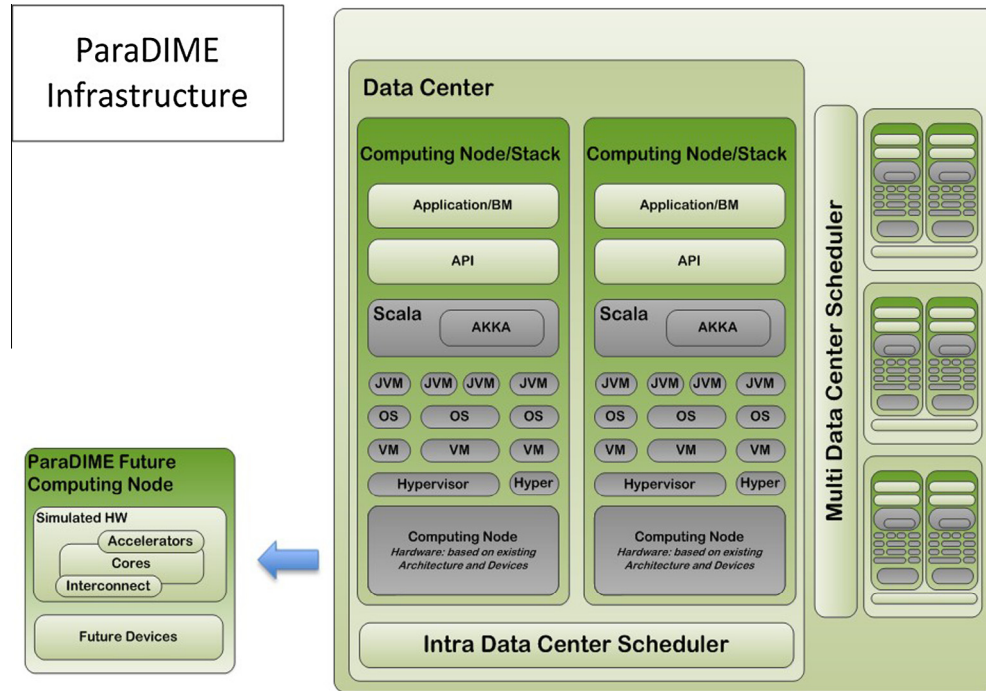 ParaDIME
Infrastructure
Data Center
Computing Node/Stack
Application/BM
API
Scala
AKKA
JVM JVM JVM JVM
OS OS OS
VM VM VM
Hypervisor Hyper
Computing Node
Hardware: based on existing
Architecture and Devices
Computing Node/Stack
Application/BM
API
Scala
AKKA
JVM JVM JVM JVM
OS OS OS
VM VM VM
Hypervisor Hyper
Computing Node
Hardware: based on existing
Architecture and Devices
Intra Data Center Scheduler
Multi Data Center Scheduler
ParaDIME Future
Computing Node
Simulated HW
Accelerators
Cores
Interconnect
Future Devices